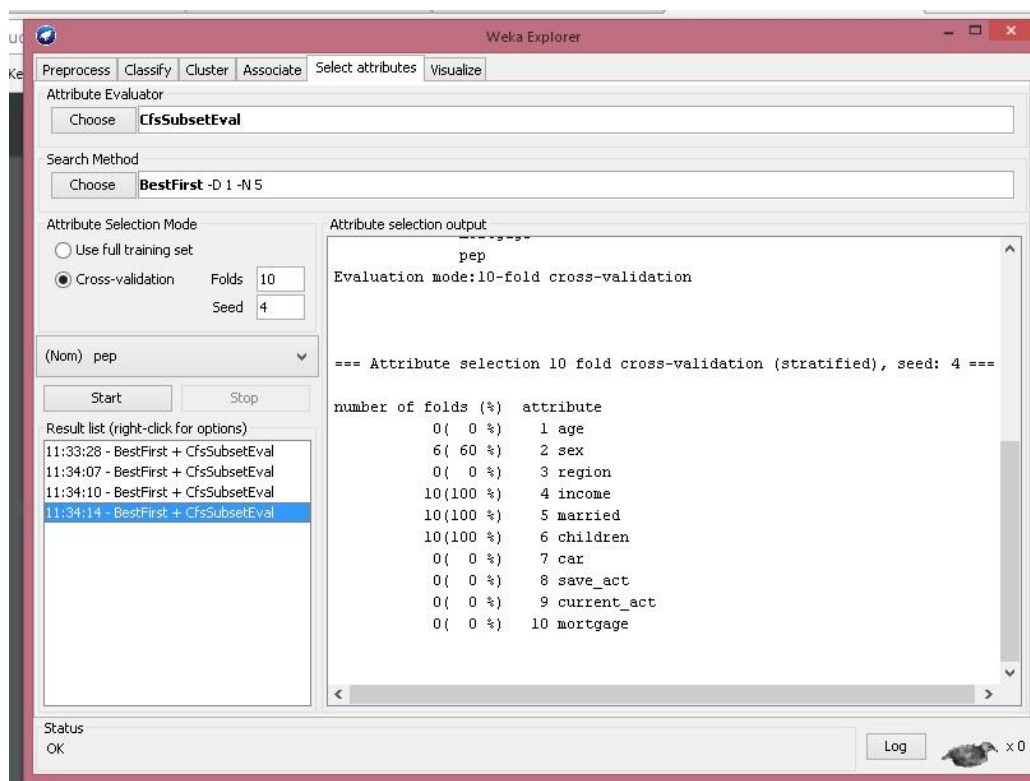 Weka Explorer
Preprocess Classify Cluster Associate Select attributes Visualize
Attribute Evaluator
Choose CfsSubsetEval
Search Method
Choose BestFirst -D 1 -N 5
Attribute Selection Mode
Use full training set
Cross-validation Folds 10
Seed 4
(Nom) pep
Start Stop
Result list (right-click for options)
11:33:28 - BestFirst + CfsSubsetEval
11:34:07 - BestFirst + CfsSubsetEval
11:34:10 - BestFirst + CfsSubsetEval
11:34:14 - BestFirst + CfsSubsetEval
Attribute selection output
pep
Evaluation mode:10-fold cross-validation
=== Attribute selection 10 fold cross-validation (stratified), seed: 4 ===
number of folds (%) attribute
0( 0 %) 1 age
6( 60 %) 2 sex
0( 0 %) 3 region
10(100 %) 4 income
10(100 %) 5 married
10(100 %) 6 children
0( 0 %) 7 car
0( 0 %) 8 save_act
0( 0 %) 9 current_act
0( 0 %) 10 mortgage
Status
OK
Log x 0